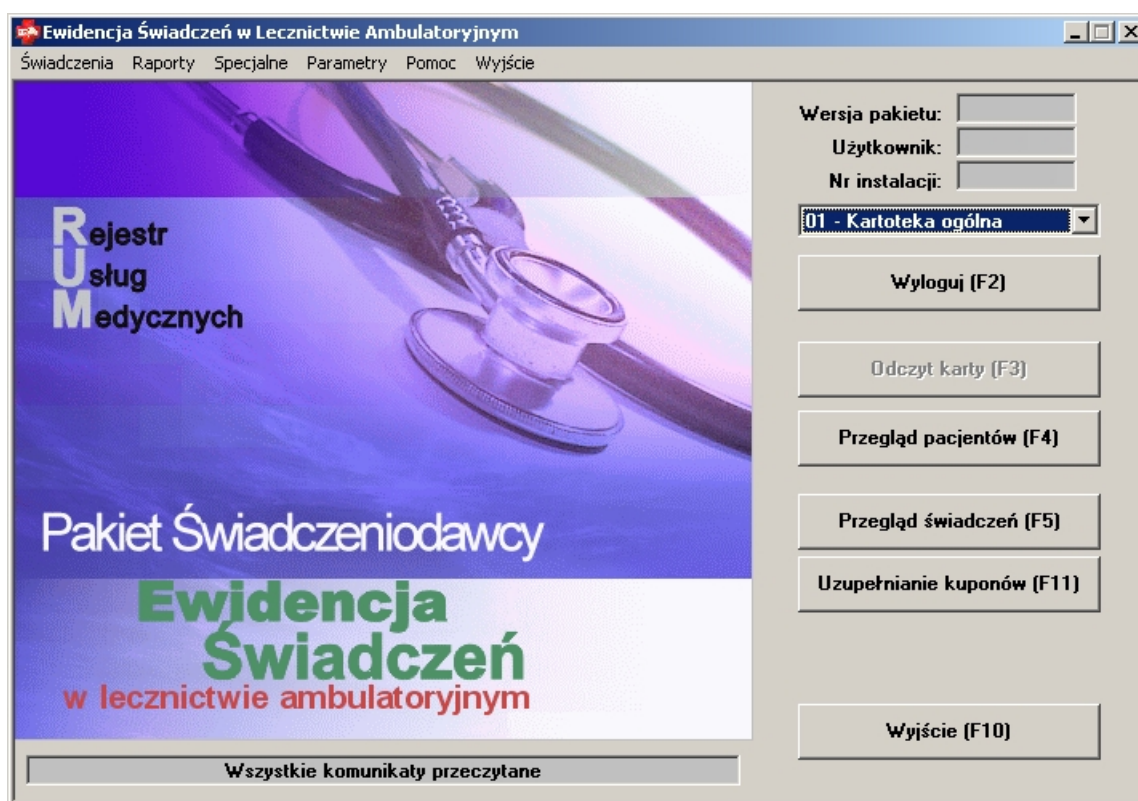 Ewidencja Świadczeń w Lecznictwie Ambulatoryjnym
Świadczenia Raporty Specjalne Parametry Pomoc Wyjście
Rejestr
Usług
Medycznych
Pakiet Świadczeniodawcy
Ewidencja
Świadczeń
w lecznictwie ambulatoryjnym
Wszystkie komunikaty przeczytane
Wersja pakietu:
Użytkownik:
Nr instalacji:
01 - Kartoteka ogólna
Wyloguj (F2)
Odczyt karty (F3)
Przegląd pacjentów (F4)
Przegląd świadczeń (F5)
Uzupełnianie kuponów (F11)
Wyjście (F10)